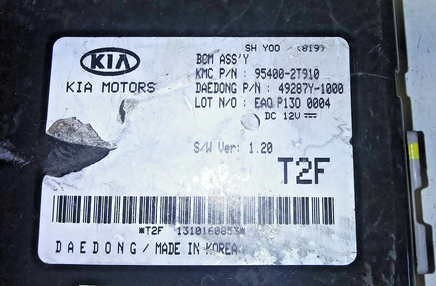 SH YOO (819)
KIA
BCM ASS'Y
KIA MOTORS
KMC P/N : 95400-2T910
DAEDONG P/N : 49287Y-1000
LOT N/O : EAO P130 0004
DC 12V
S/W Ver: 1.20
T2F
*T2F 1310160853*
DAEDONG / MADE IN KOREA